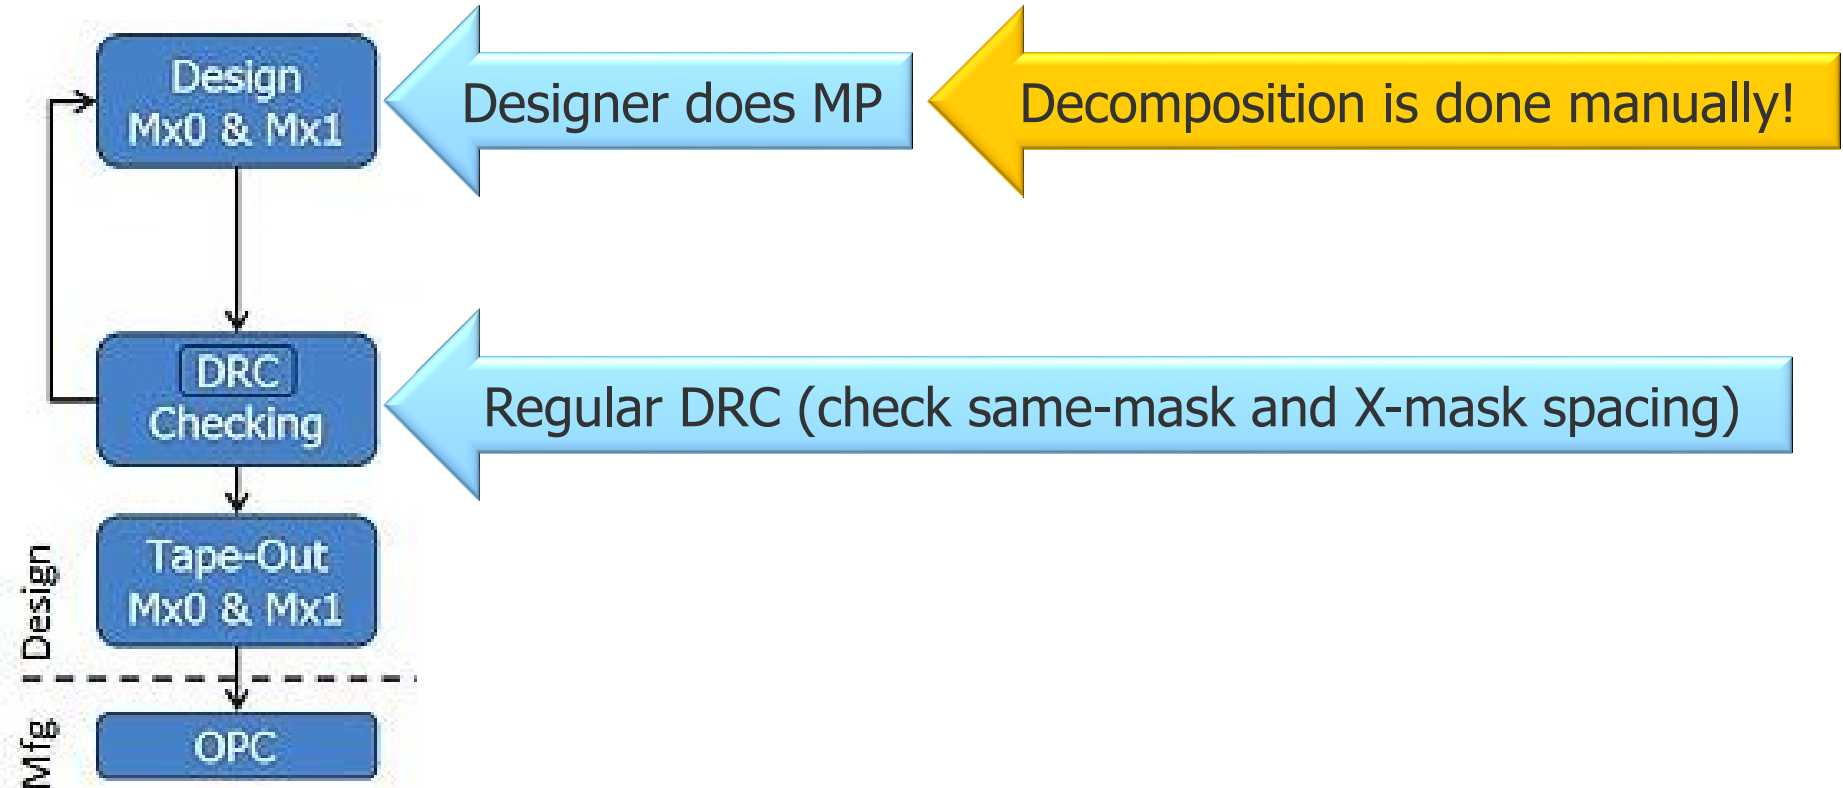 Design
Mx0 & Mx1
Designer does MP
Decomposition is done manually!
DRC
Checking
Regular DRC (check same-mask and X-mask spacing)
Tape-Out
Mx0 & Mx1
Design
OPC
Mfg